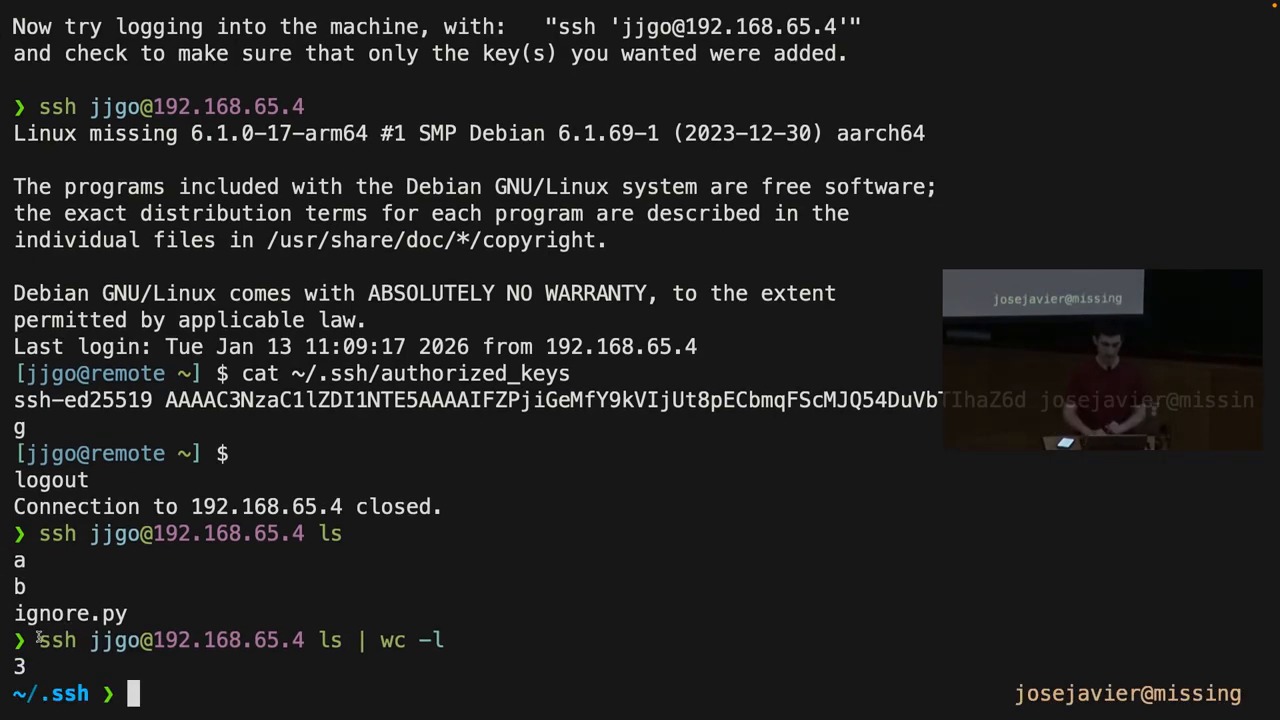 Now try logging into the machine, with:   "ssh 'jjgo@192.168.65.4'"
and check to make sure that only the key(s) you wanted were added.
❯ ssh jjgo@192.168.65.4
Linux missing 6.1.0-17-arm64 #1 SMP Debian 6.1.69-1 (2023-12-30) aarch64
The programs included with the Debian GNU/Linux system are free software;
the exact distribution terms for each program are described in the
individual files in /usr/share/doc/*/copyright.
Debian GNU/Linux comes with ABSOLUTELY NO WARRANTY, to the extent
permitted by applicable law.
Last login: Tue Jan 13 11:09:17 2026 from 192.168.65.4
[jjgo@remote ~] $ cat ~/.ssh/authorized_keys
ssh-ed25519 AAAAC3NzaC1lZDI1NTE5AAAAIFZPjiGeMfY9kVIjUt8pECbmqFScMJQ54DuVbTIhaZ6d josejavier@missin
g
[jjgo@remote ~] $
logout
Connection to 192.168.65.4 closed.
❯ ssh jjgo@192.168.65.4 ls
a
b
ignore.py
❯ ssh jjgo@192.168.65.4 ls | wc -l
3
~/.ssh ❯
josejavier@missing
josejavier@missing